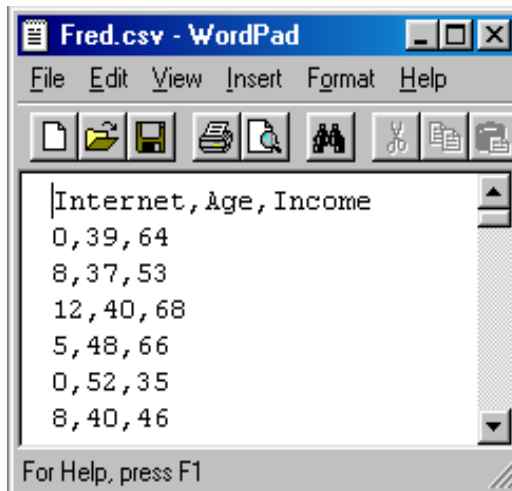 Fred.csv - WordPad
File Edit View Insert Format Help
Internet,Age,Income
0,39,64
8,37,53
12,40,68
5,48,66
0,52,35
8,40,46
For Help, press F1